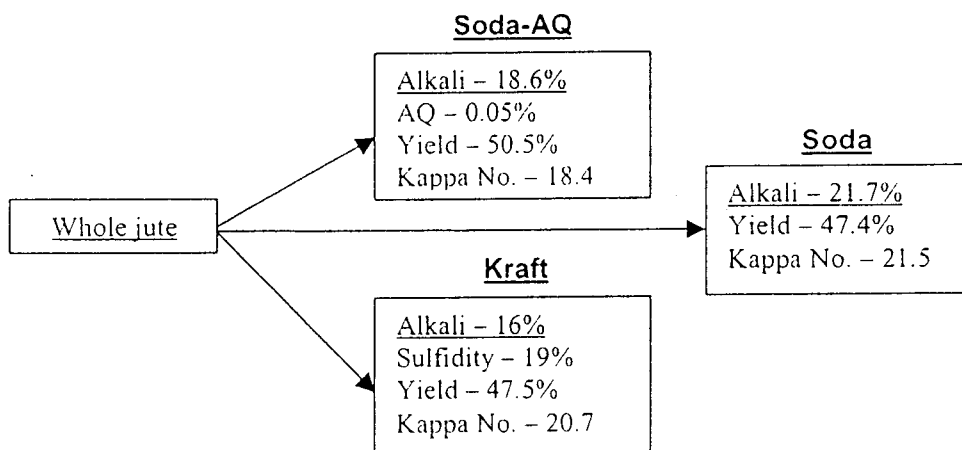 Soda-AQ
Alkali – 18.6%
AQ – 0.05%
Yield – 50.5%
Kappa No. – 18.4
Soda
Alkali – 21.7%
Yield – 47.4%
Kappa No. – 21.5
Whole jute
Kraft
Alkali – 16%
Sulfidity – 19%
Yield – 47.5%
Kappa No. – 20.7